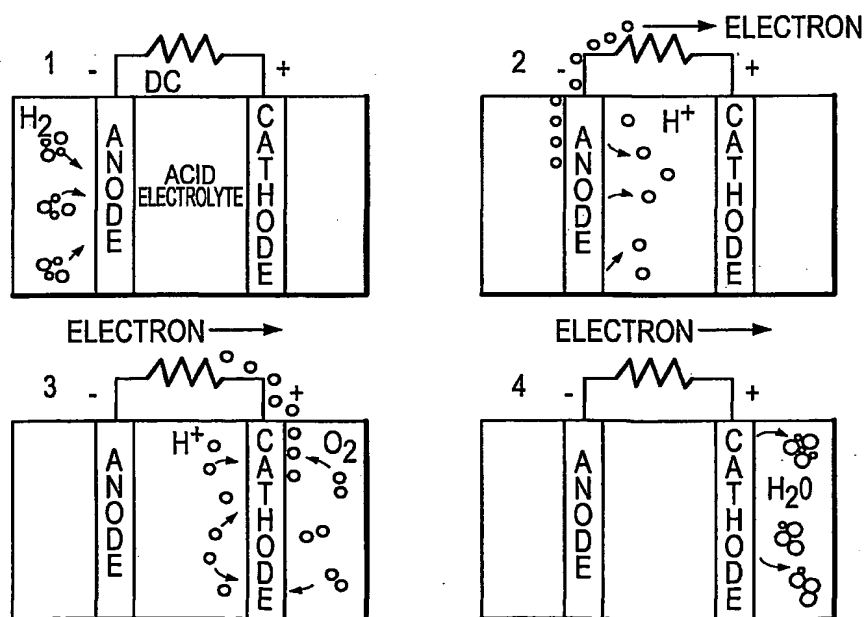 1 - DC +
H2
ANODE
ACID
ELECTROLYTE
CATHODE
ELECTRON
2 - +
ANODE
H+
CATHODE
ELECTRON
3 - +
ANODE
H+
CATHODE
O2
ELECTRON
4 - +
ANODE
CATHODE
H2O